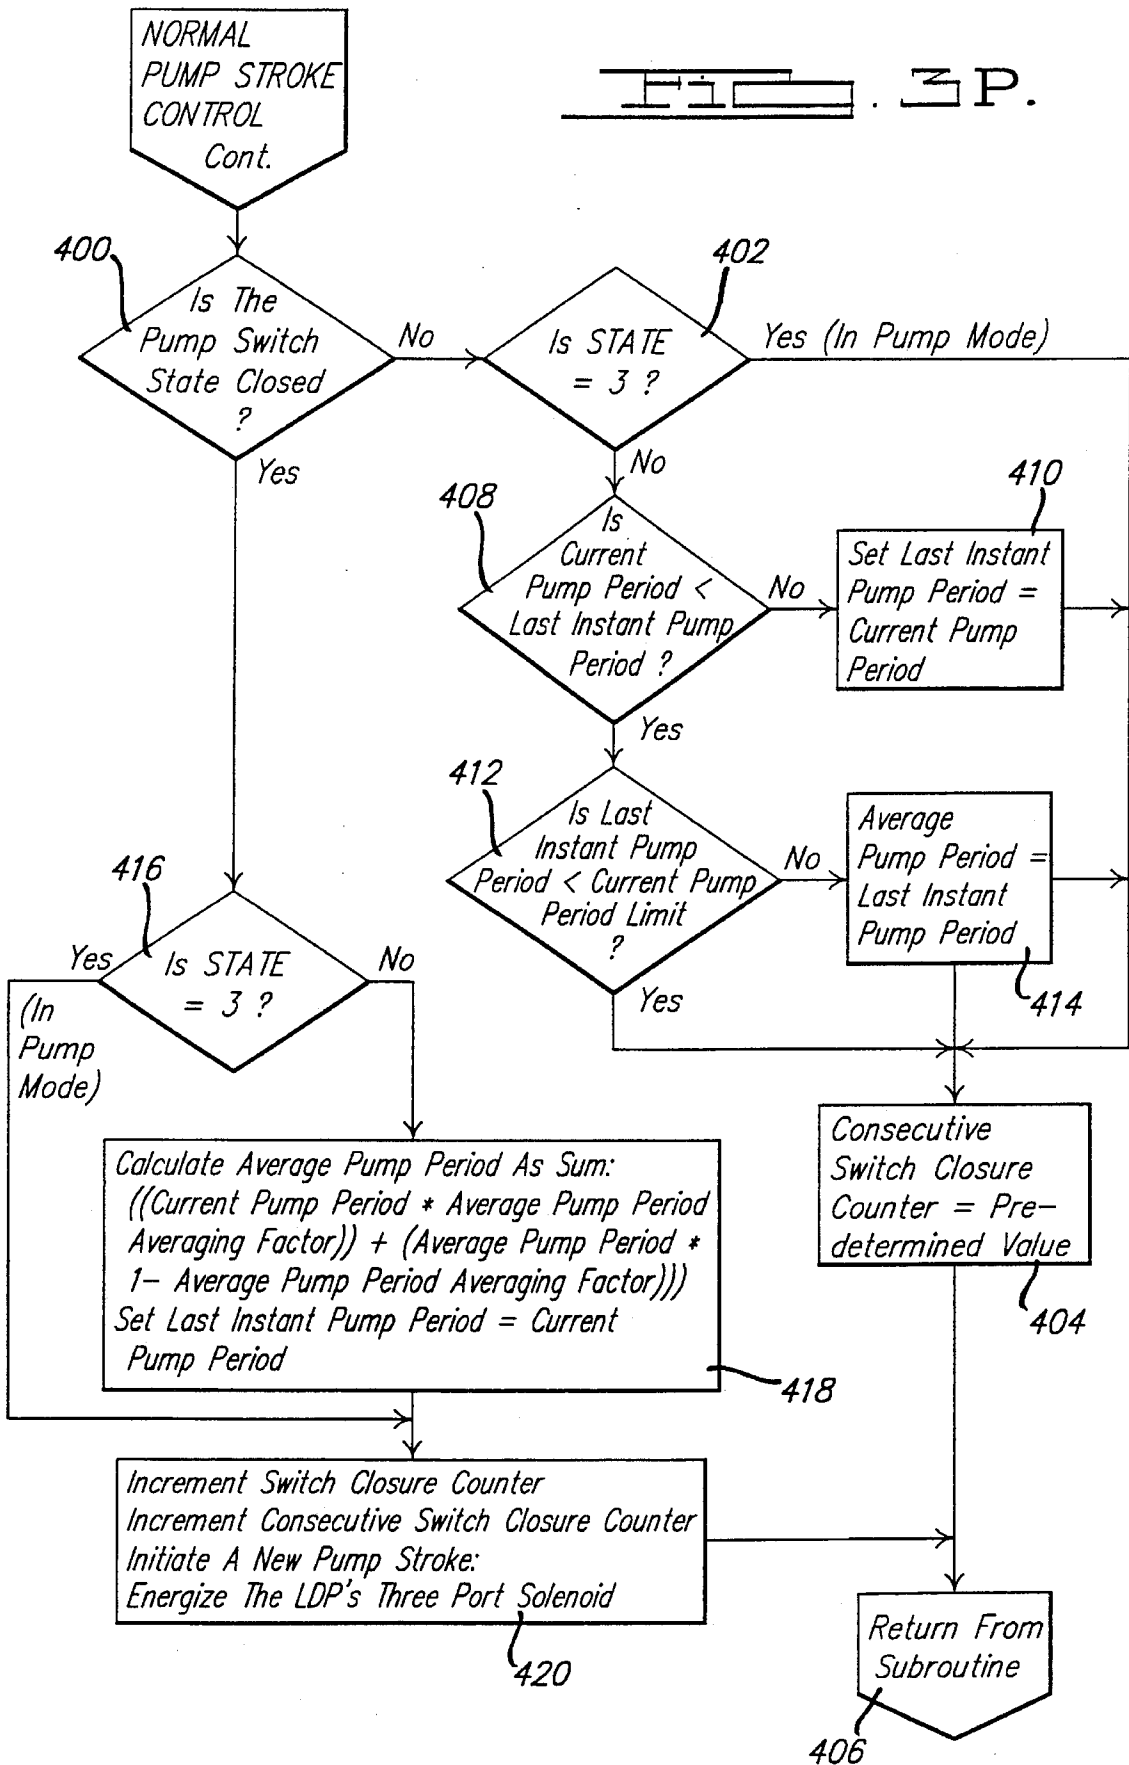 NORMAL
PUMP STROKE
CONTROL
Cont.
FIG. 3P.
400
Is The
Pump Switch
State Closed
?
No
Yes
402
Is STATE
= 3 ?
Yes (In Pump Mode)
No
408
Is
Current
Pump Period <
Last Instant Pump
Period ?
No
Yes
410
Set Last Instant
Pump Period =
Current Pump
Period
412
Is Last
Instant Pump
Period < Current Pump
Period Limit
?
No
Yes
Average
Pump Period =
Last Instant
Pump Period
414
416
Is STATE
= 3 ?
Yes
(In
Pump
Mode)
No
Consecutive
Switch Closure
Counter = Pre-
determined Value
404
Calculate Average Pump Period As Sum:
((Current Pump Period * Average Pump Period
Averaging Factor)) + (Average Pump Period *
1- Average Pump Period Averaging Factor)))
Set Last Instant Pump Period = Current
Pump Period
418
Increment Switch Closure Counter
Increment Consecutive Switch Closure Counter
Initiate A New Pump Stroke:
Energize The LDP's Three Port Solenoid
420
Return From
Subroutine
406